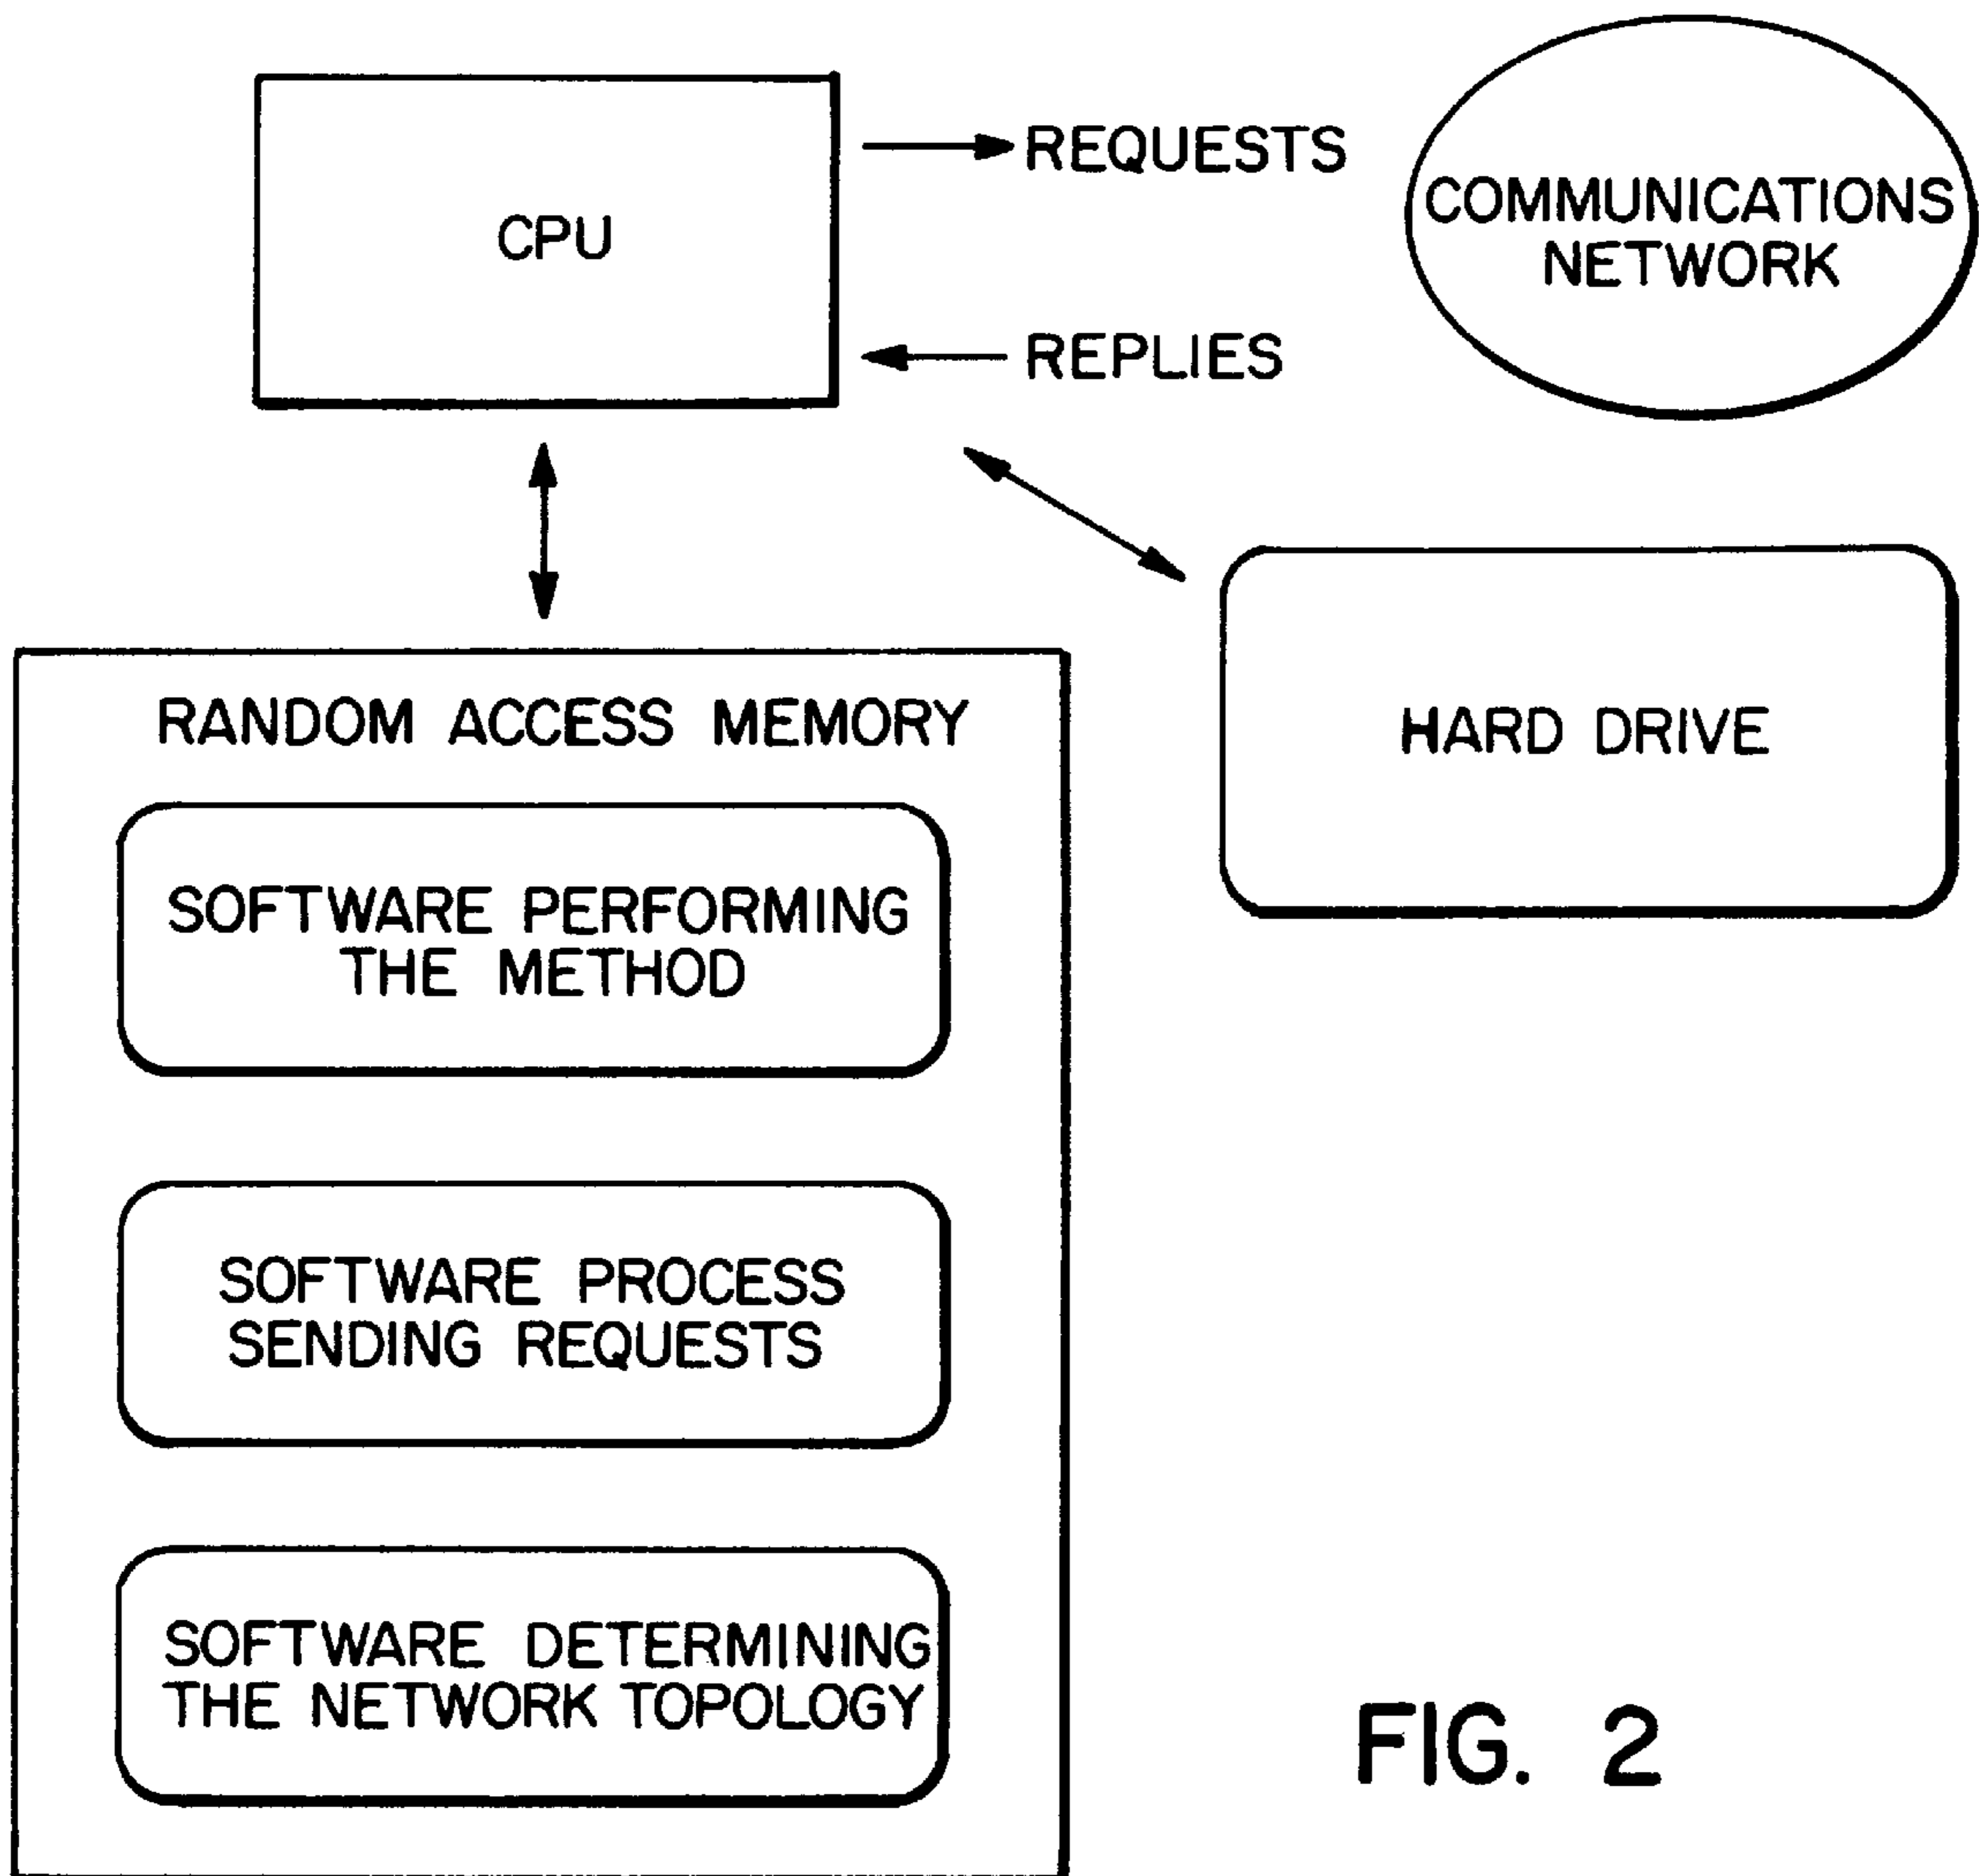 CPU
REQUESTS
REPLIES
COMMUNICATIONS
NETWORK
RANDOM ACCESS MEMORY
HARD DRIVE
SOFTWARE PERFORMING
THE METHOD
SOFTWARE PROCESS
SENDING REQUESTS
SOFTWARE DETERMINING
THE NETWORK TOPOLOGY
FIG. 2